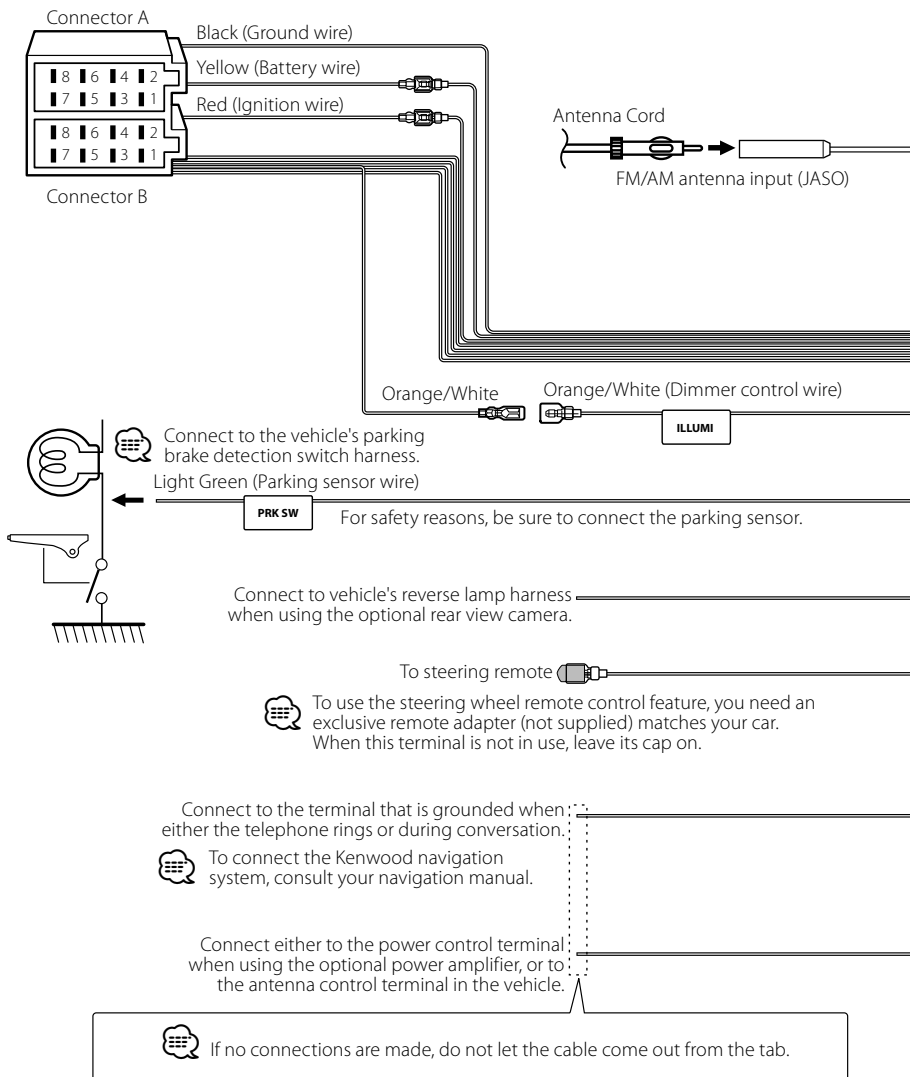 Connector A
Black (Ground wire)
Yellow (Battery wire)
8 6 4 2
7 5 3 1
Red (Ignition wire)
8 6 4 2
7 5 3 1
Connector B
Antenna Cord
FM/AM antenna input (JASO)
Orange/White
Orange/White (Dimmer control wire)
ILLUMI
Connect to the vehicle's parking
brake detection switch harness.
Light Green (Parking sensor wire)
PRK SW
For safety reasons, be sure to connect the parking sensor.
Connect to vehicle's reverse lamp harness
when using the optional rear view camera.
To steering remote
To use the steering wheel remote control feature, you need an
exclusive remote adapter (not supplied) matches your car.
When this terminal is not in use, leave its cap on.
Connect to the terminal that is grounded when
either the telephone rings or during conversation.
To connect the Kenwood navigation
system, consult your navigation manual.
Connect either to the power control terminal
when using the optional power amplifier, or to
the antenna control terminal in the vehicle.
If no connections are made, do not let the cable come out from the tab.